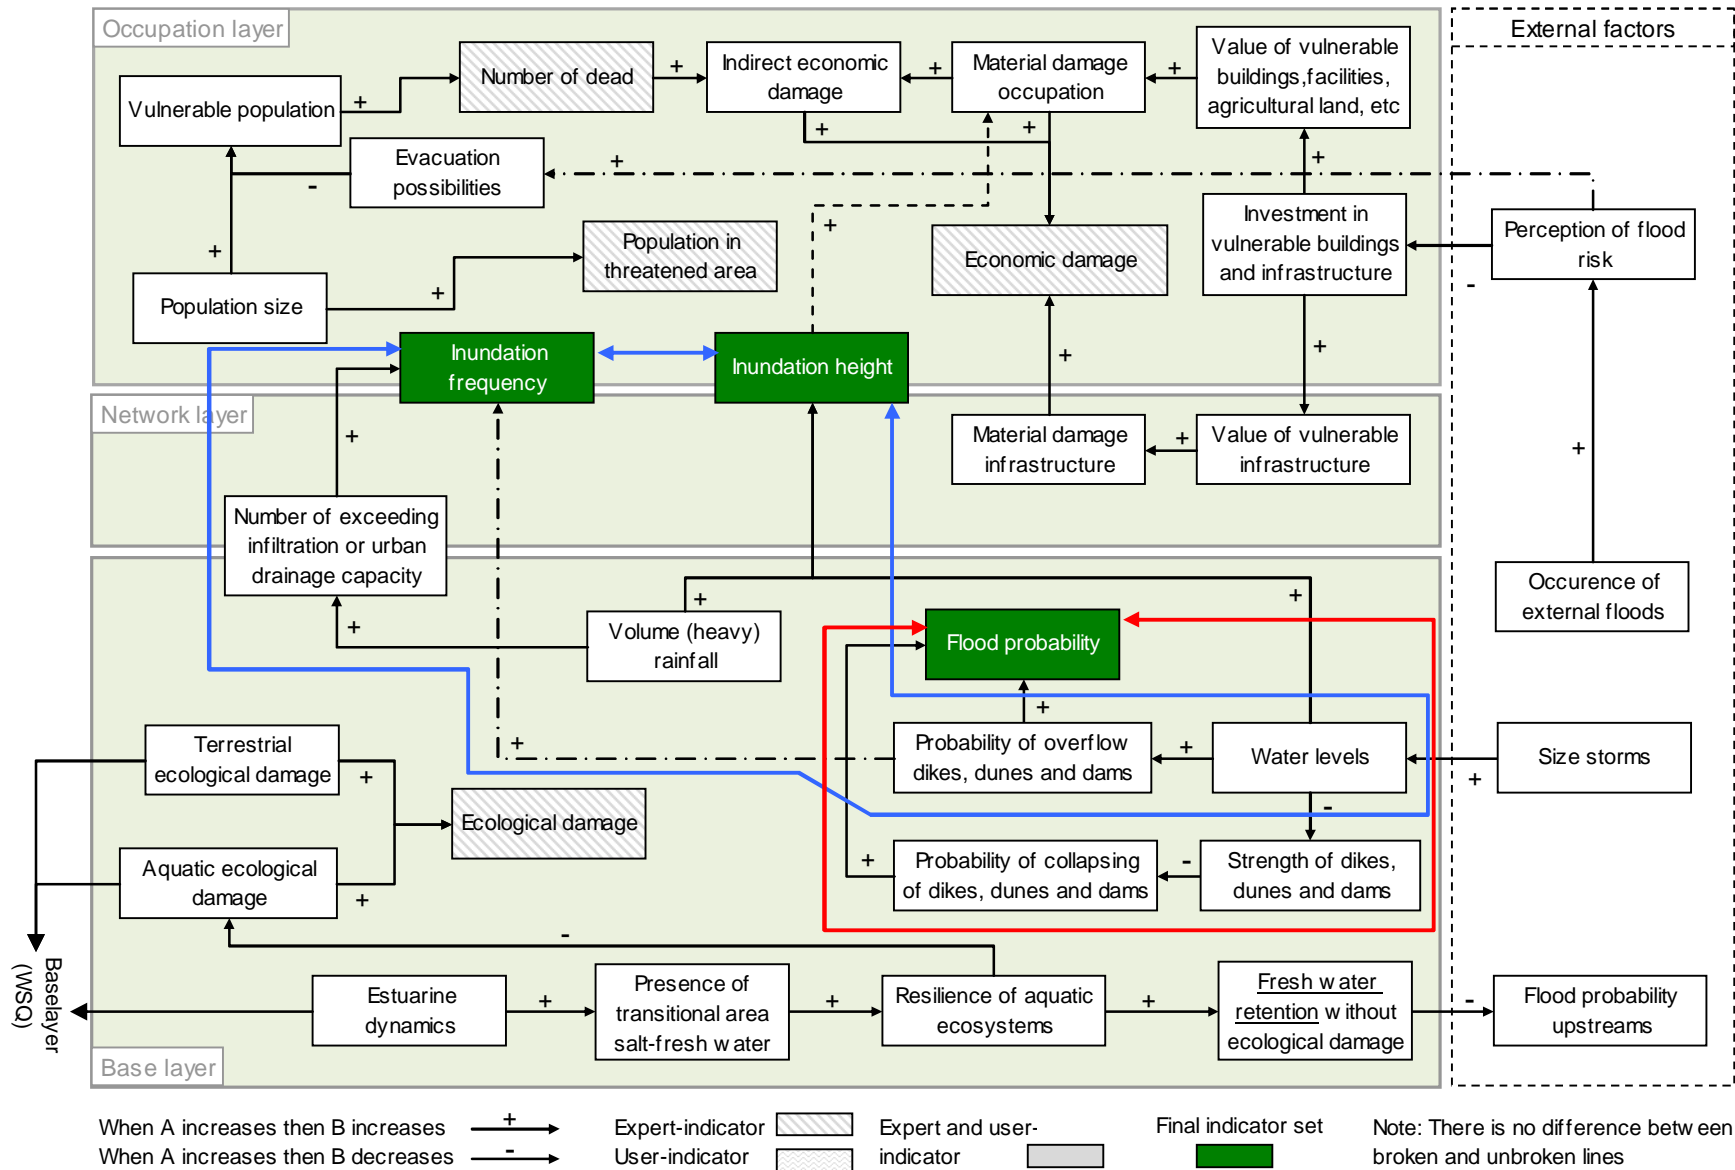 Occupation layer
External factors
Number of dead
Indirect economic
damage
Material damage
occupation
Value of vulnerable
buildings,facilities,
agricultural land, etc
Vulnerable population
+
+
+
+
+
+
+
Evacuation
possibilities
-
+
+
+
Population in
threatened area
Economic damage
Investment in
vulnerable buildings
and infrastructure
Perception of flood
risk
-
+
+
Population size
Inundation
frequency
Inundation height
+
+
+
Network layer
+
Material damage
infrastructure
+
Value of vulnerable
infrastructure
Number of exceeding
infiltration or urban
drainage capacity
Occurence of
external floods
+
+
+
Volume (heavy)
rainfall
Flood probability
+
+
Terrestrial
ecological damage
Probability of overflow
dikes, dunes and dams
+
Water levels
+
Size storms
+
-
Ecological damage
Aquatic ecological
damage
+
+
Probability of collapsing
of dikes, dunes and dams
-
Strength of dikes,
dunes and dams
-
Baselayer
(WSQ)
Estuarine
dynamics
+
Presence of
transitional area
salt-fresh water
+
Resilience of aquatic
ecosystems
+
Fresh water
retention without
ecological damage
-
Flood probability
upstreams
Base layer
When A increases then B increases
+
When A increases then B decreases
-
Expert-indicator
User-indicator
Expert and user-
indicator
Final indicator set
Note: There is no difference between
broken and unbroken lines